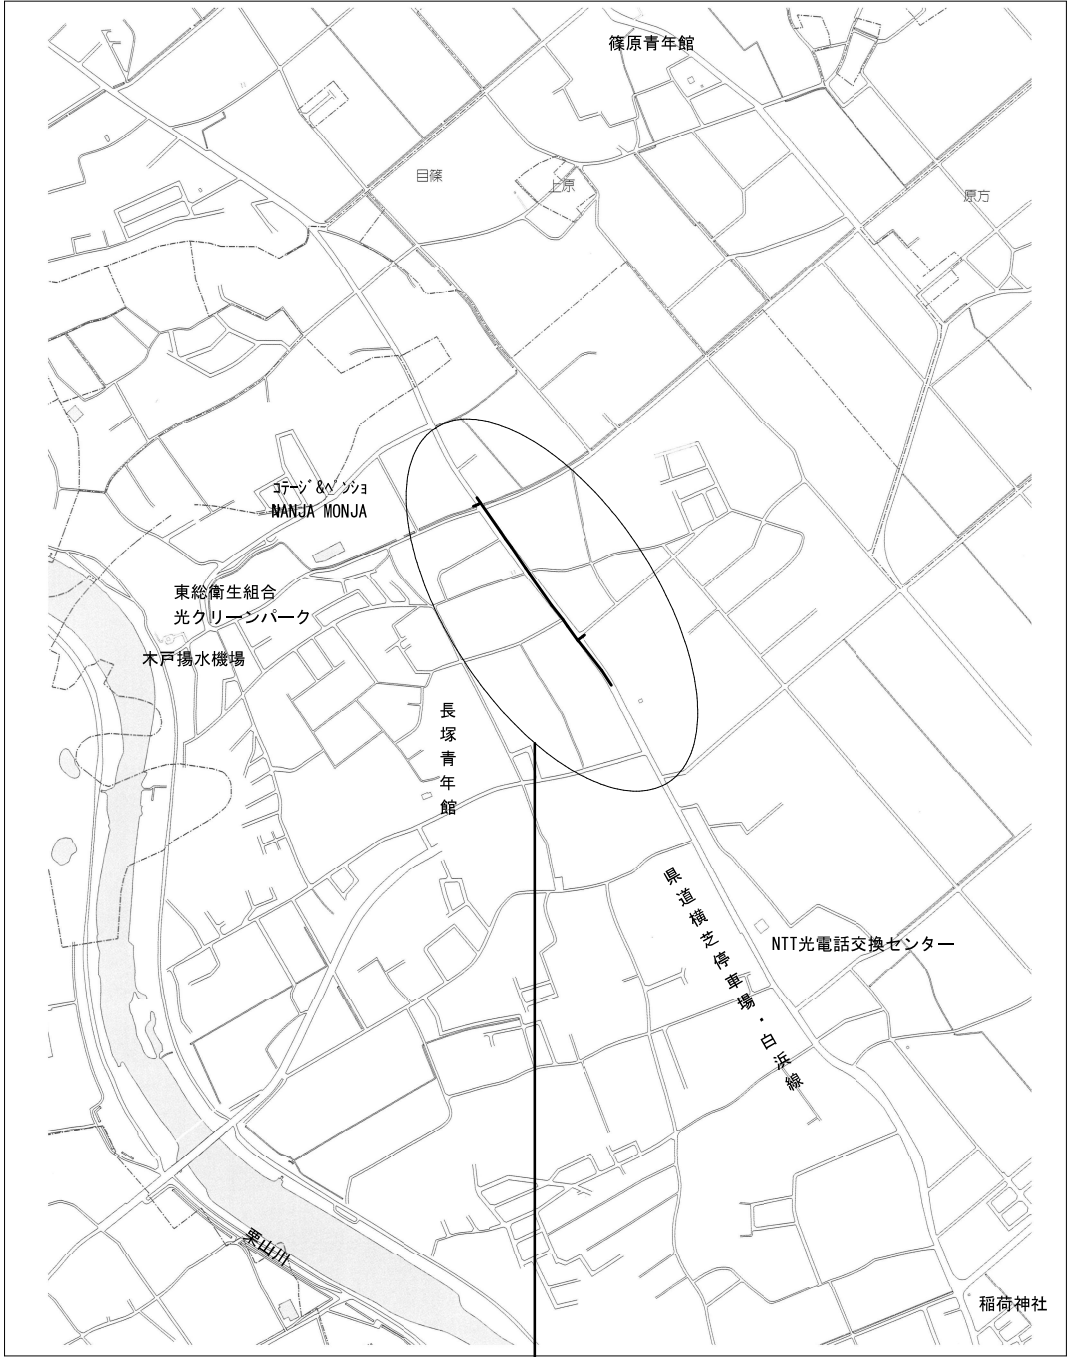 篠原青年館
目篠
上原
原方
ｺﾃｰｼﾞ&ﾍﾟﾝｼｮ
NANJA MONJA
東総衛生組合
光クリーンパーク
木戸揚水機場
長塚青年館
県道横芝停車場・白浜線
NTT光電話交換センター
栗山川
稲荷神社